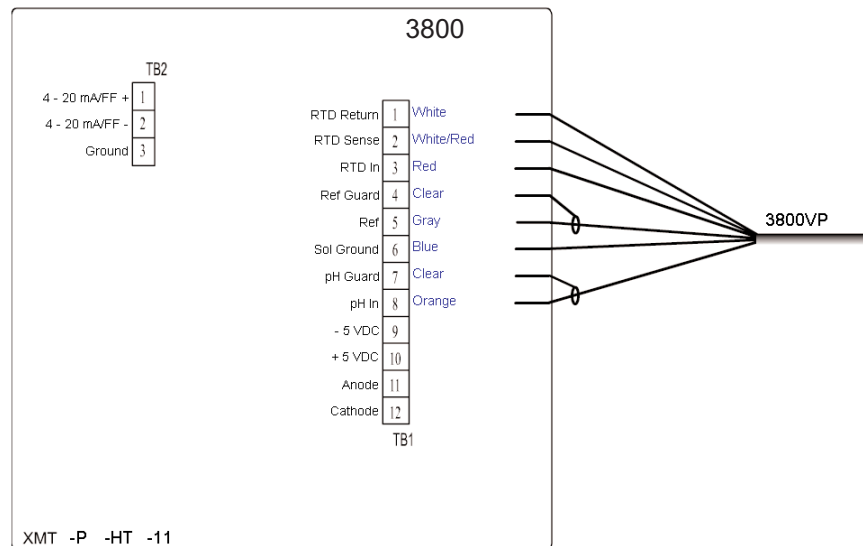 3800
TB2
4 - 20 mA/FF + 1
4 - 20 mA/FF - 2
Ground 3
RTD Return 1 White
RTD Sense 2 White/Red
RTD In 3 Red
Ref Guard 4 Clear
Ref 5 Gray
Sol Ground 6 Blue
pH Guard 7 Clear
pH In 8 Orange
- 5 VDC 9
+ 5 VDC 10
Anode 11
Cathode 12
TB1
3800VP
XMT -P -HT -11